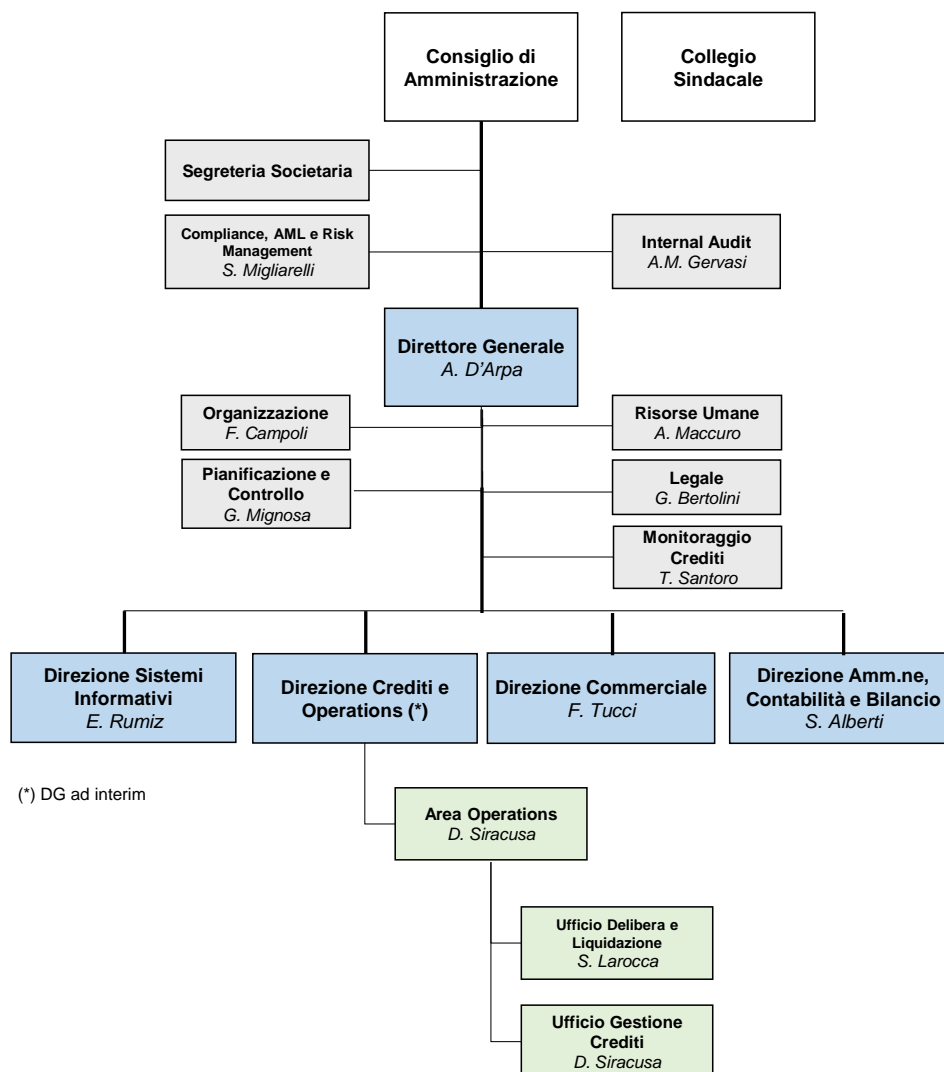 Consiglio di
Amministrazione
Collegio
Sindacale
Segreteria Societaria
Compliance, AML e Risk
Management
S. Migliarelli
Internal Audit
A.M. Gervasi
Direttore Generale
A. D'Arpa
Organizzazione
F. Campoli
Risorse Umane
A. Maccuro
Pianificazione e
Controllo
G. Mignosa
Legale
G. Bertolini
Monitoraggio
Crediti
T. Santoro
Direzione Sistemi
Informativi
E. Rumiz
Direzione Crediti e
Operations (*)
Direzione Commerciale
F. Tucci
Direzione Amm.ne,
Contabilità e Bilancio
S. Alberti
(*) DG ad interim
Area Operations
D. Siracusa
Ufficio Delibera e
Liquidazione
S. Larocca
Ufficio Gestione
Crediti
D. Siracusa